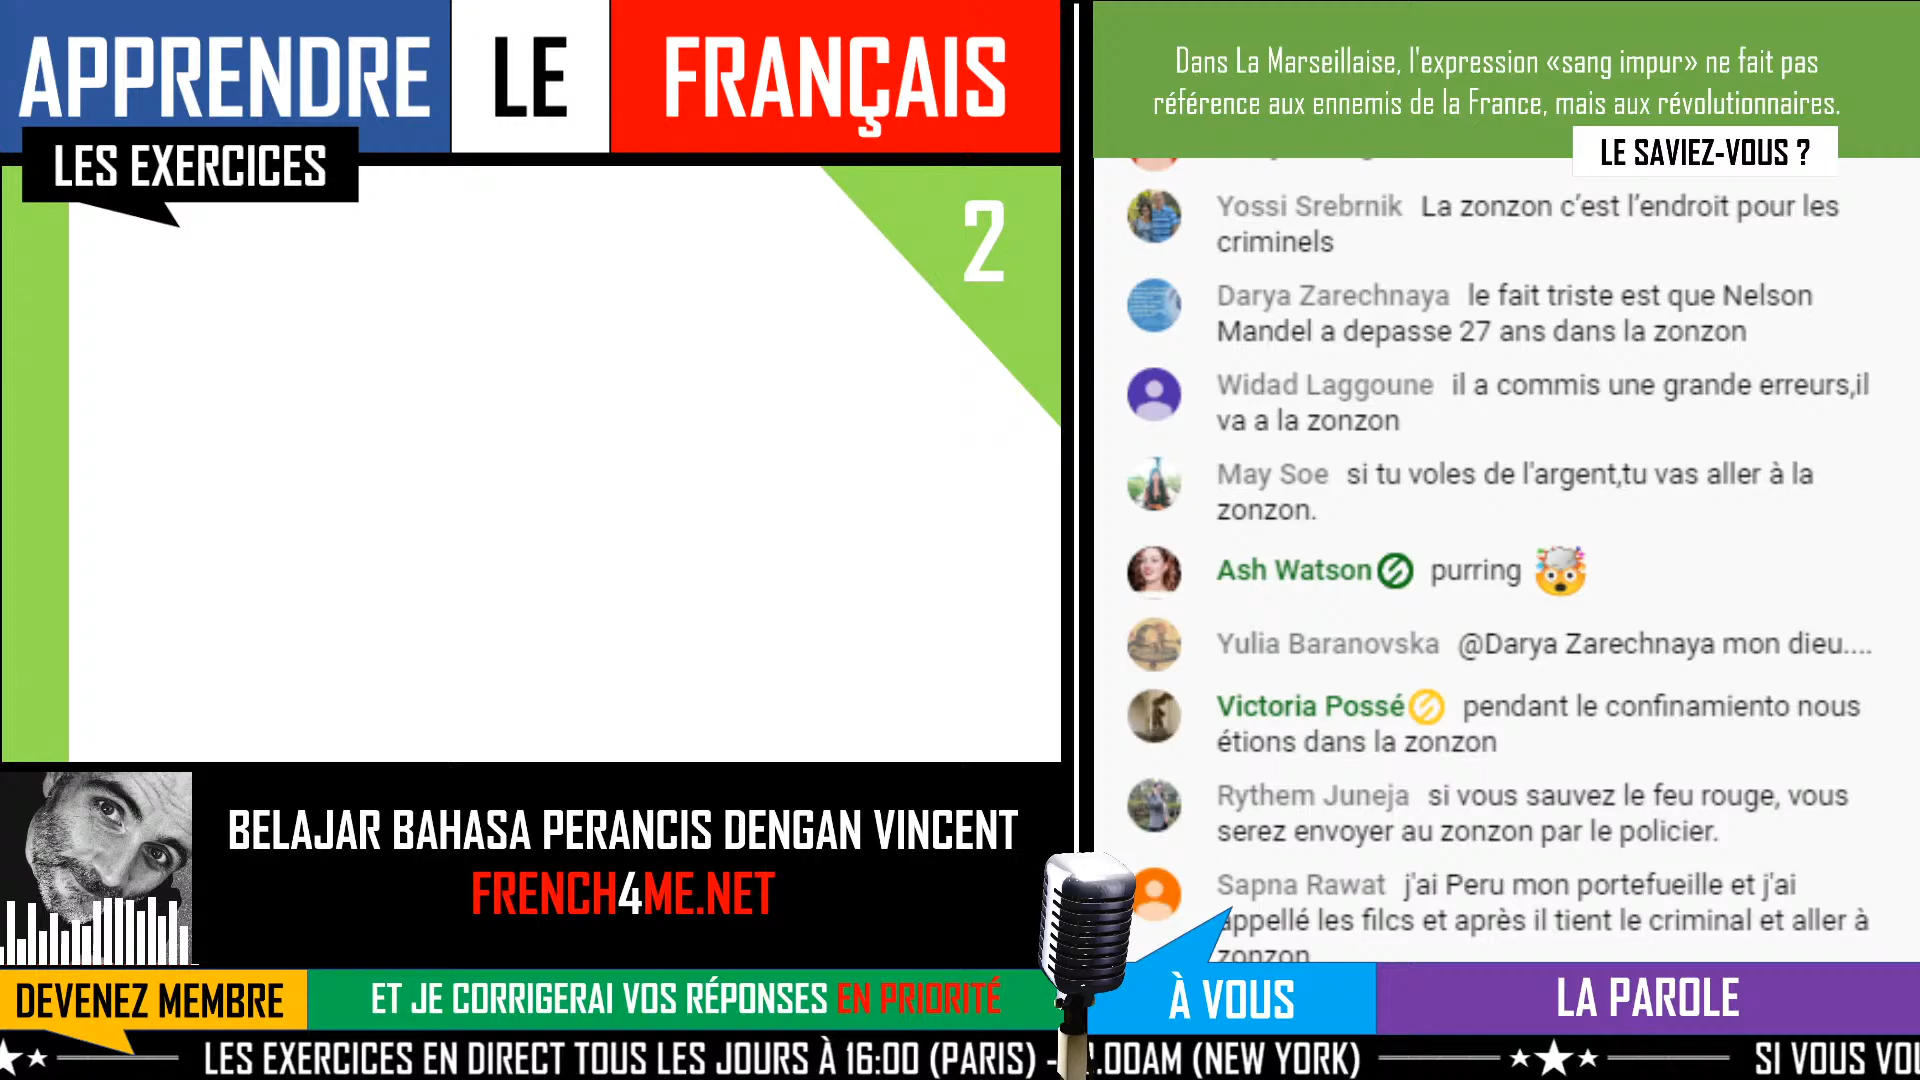 APPRENDRE LE FRANÇAIS
LES EXERCICES
2
Dans La Marseillaise, l'expression «sang impur» ne fait pas
référence aux ennemis de la France, mais aux révolutionnaires.
LE SAVIEZ-VOUS ?
Yossi Srebrnik La zonzon c’est l’endroit pour les
criminels
Darya Zarechnaya le fait triste est que Nelson
Mandel a depasse 27 ans dans la zonzon
Widad Laggoune il a commis une grande erreurs,il
va a la zonzon
May Soe si tu voles de l'argent,tu vas aller à la
zonzon.
Ash Watson purring
Yulia Baranovska @Darya Zarechnaya mon dieu....
Victoria Possé pendant le confinamiento nous
étions dans la zonzon
Rythem Juneja si vous sauvez le feu rouge, vous
serez envoyer au zonzon par le policier.
Sapna Rawat j'ai Peru mon portefueille et j'ai
appellé les filcs et après il tient le criminal et aller à
zonzon
BELAJAR BAHASA PERANCIS DENGAN VINCENT
FRENCH4ME.NET
DEVENEZ MEMBRE
ET JE CORRIGERAI VOS RÉPONSES EN PRIORITÉ
À VOUS LA PAROLE
LES EXERCICES EN DIRECT TOUS LES JOURS À 16:00 (PARIS) - .00AM (NEW YORK) SI VOUS